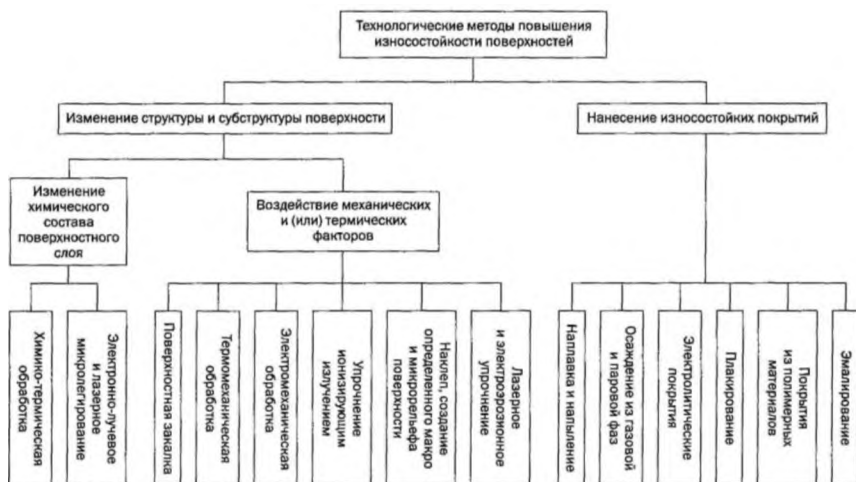 Технологические методы повышения
износостойкости поверхностей
Изменение структуры и субструктуры поверхности
Нанесение износостойких покрытий
Изменение
химического
состава
поверхностного
слоя
Воздействие механических
и (или) термических
факторов
Химико-термическая
обработка
Электронно-лучевое
и лазерное
микролегирование
Поверхностная закалка
Термомеханическая
обработка
Электромеханическая
обработка
Упрочнение
ионизирующим
излучением
Наклеп, создание
определенного макро
и микрорельефа
поверхности
Лазерное
и электроэрозионное
упрочнение
Наплавка и напыление
Осаждение из газовой
и паровой фаз
Электролитические
покрытия
Плакирование
Покрытия
из полимерных
материалов
Эмалирование